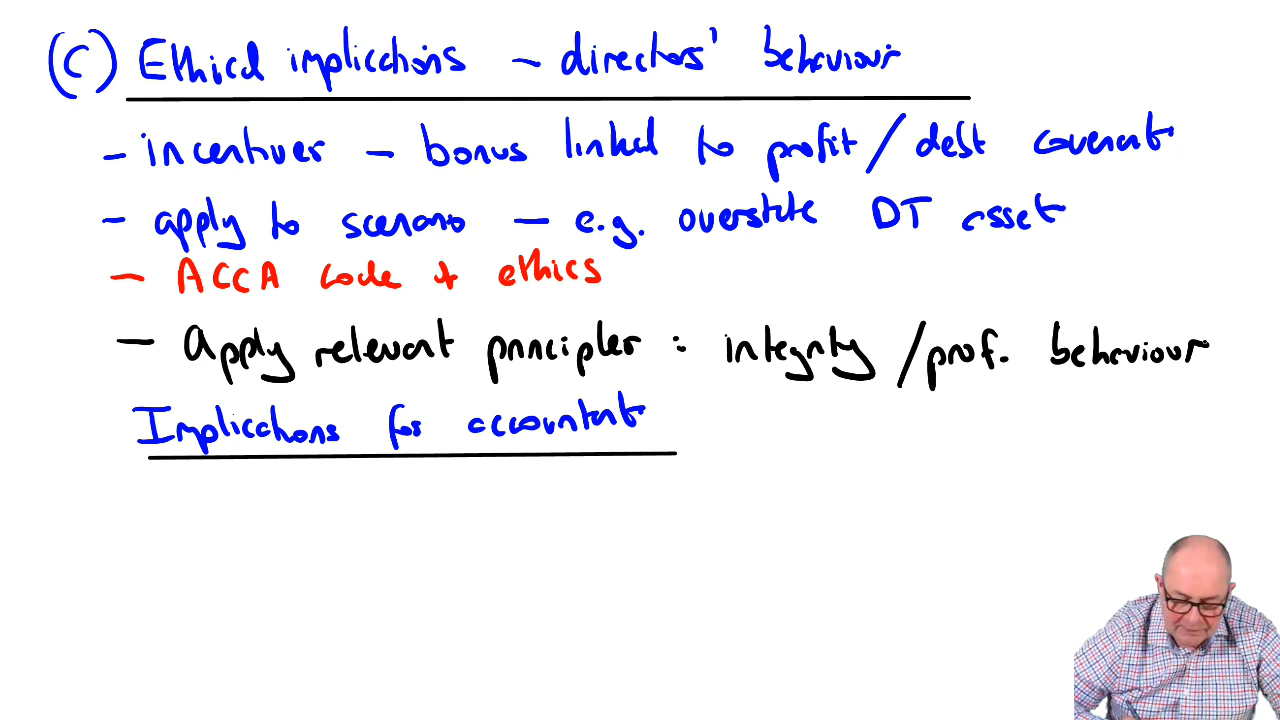 (C) Ethical implications - directors' behaviour
- incentives - bonus linked to profit/debt covenant
- apply to scenario - e.g. overstate DT asset
- ACCA code + ethics
- Apply relevant principles : integrity/prof. behaviour
Implications for accountant